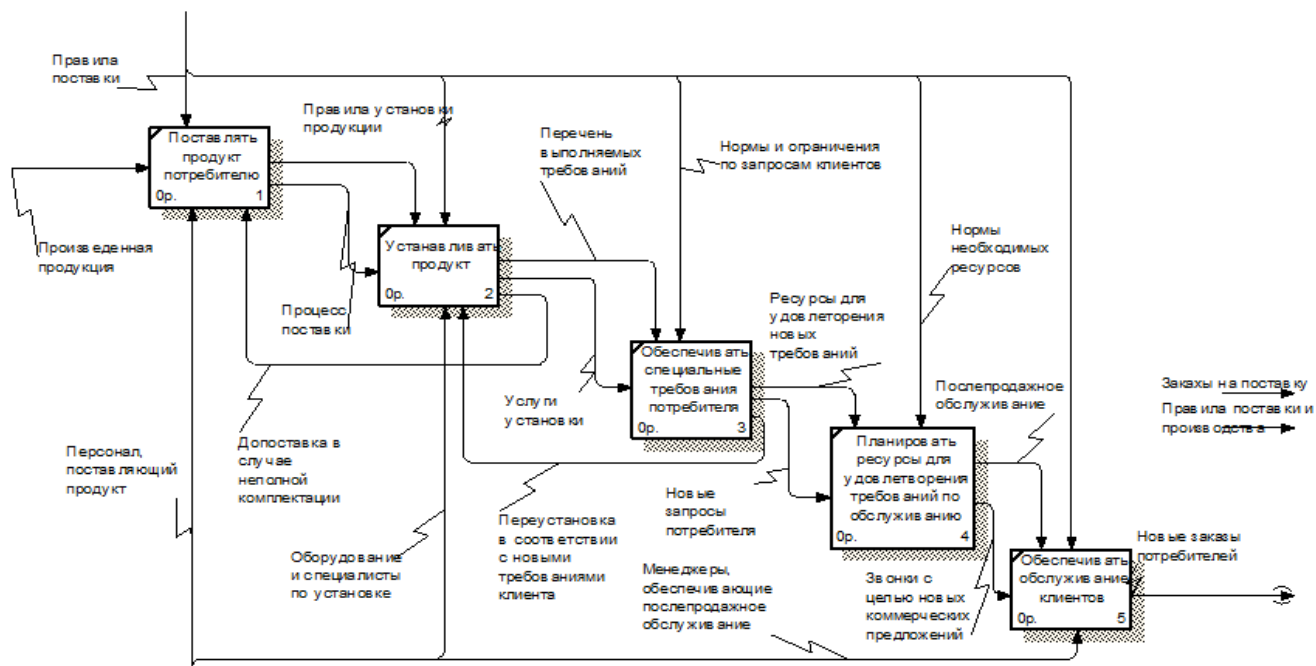 Правила
поставки
Правила установки
продукции
Поставлять
продукт
потребителю
0р. 1
Перечень
выполняемых
требований
Нормы и ограничения
по запросам клиентов
Произведенная
продукция
Устанавливать
продукт
0р. 2
Нормы
необходимых
ресурсов
Процесс
поставки
Ресурсы для
удовлеторения
новых
требований
Обеспечивать
специальные
требования
потребителя
0р. 3
Послепродажное
обслуживание
Закахы на поставку
Правила поставки и
производства
Услуги
установки
Персонал,
поставляющий
продукт
Допоставка в
случае
неполной
комплектации
Планировать
ресурсы для
удовлетворения
требований по
обслуживанию
0р. 4
Новые
запросы
потребителя
Переустановка
в соответствии
с новыми
требованиями
клиента
Оборудование
и специалисты
по установке
Менеджеры,
обеспечивающие
послепродажное
обслуживание
Звонки с
целью новых
коммерческих
предложений
Новые заказы
потребителей
Обеспечивать
обслуживание
клиентов
0р. 5